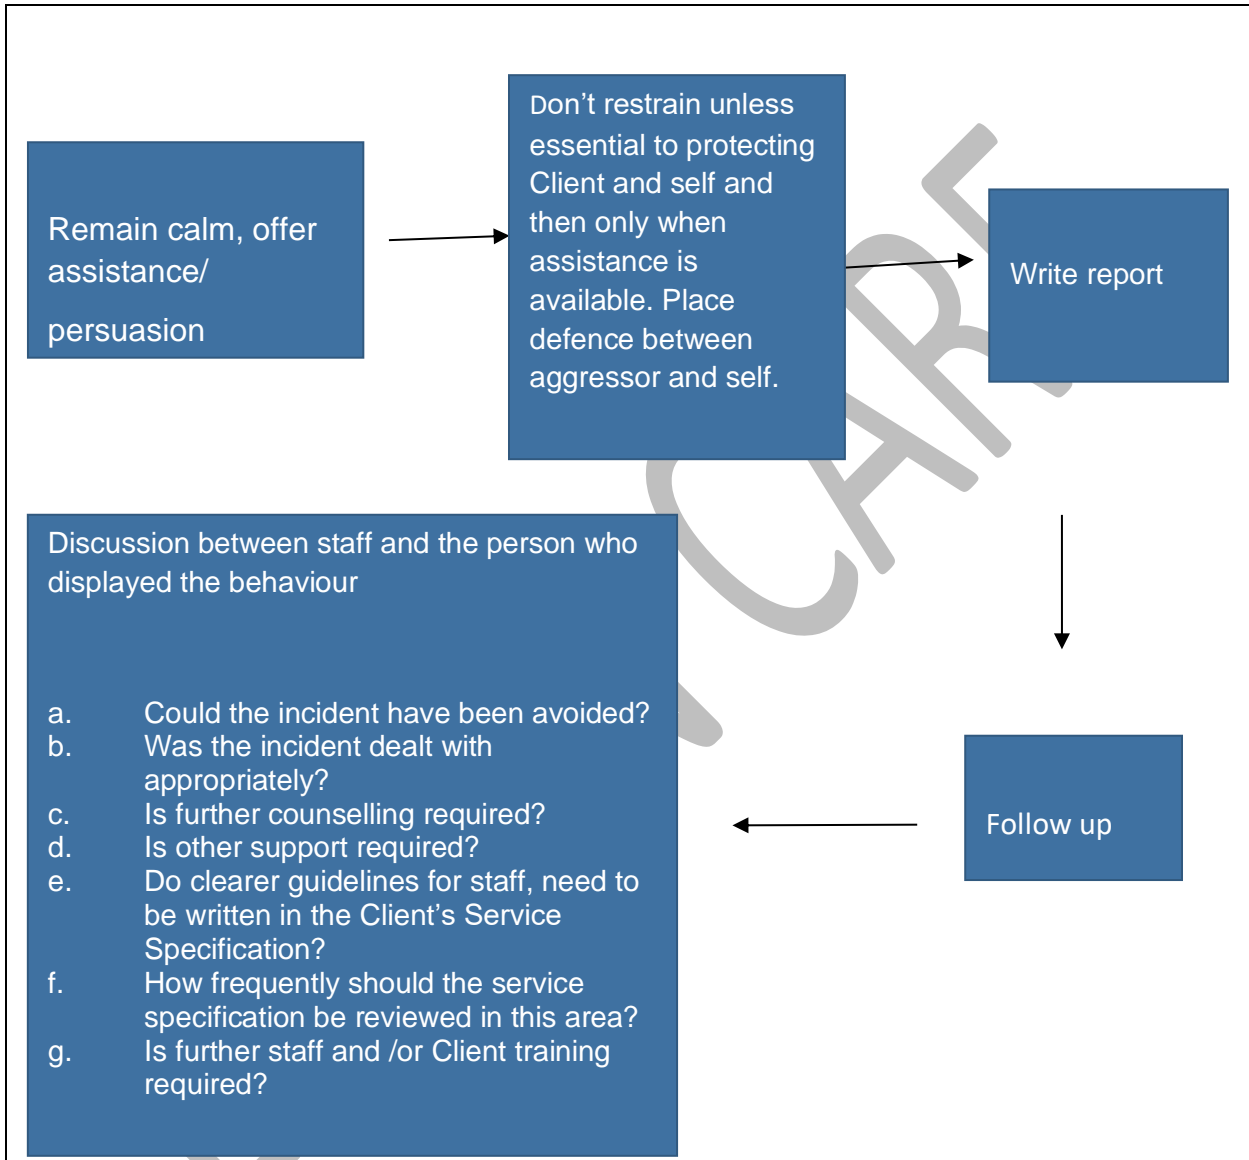 Remain calm, offer
assistance/
persuasion
Don’t restrain unless
essential to protecting
Client and self and
then only when
assistance is
available. Place
defence between
aggressor and self.
Write report
Follow up
Discussion between staff and the person who
displayed the behaviour
a. Could the incident have been avoided?
b. Was the incident dealt with
appropriately?
c. Is further counselling required?
d. Is other support required?
e. Do clearer guidelines for staff, need to
be written in the Client’s Service
Specification?
f. How frequently should the service
specification be reviewed in this area?
g. Is further staff and /or Client training
required?
CARE